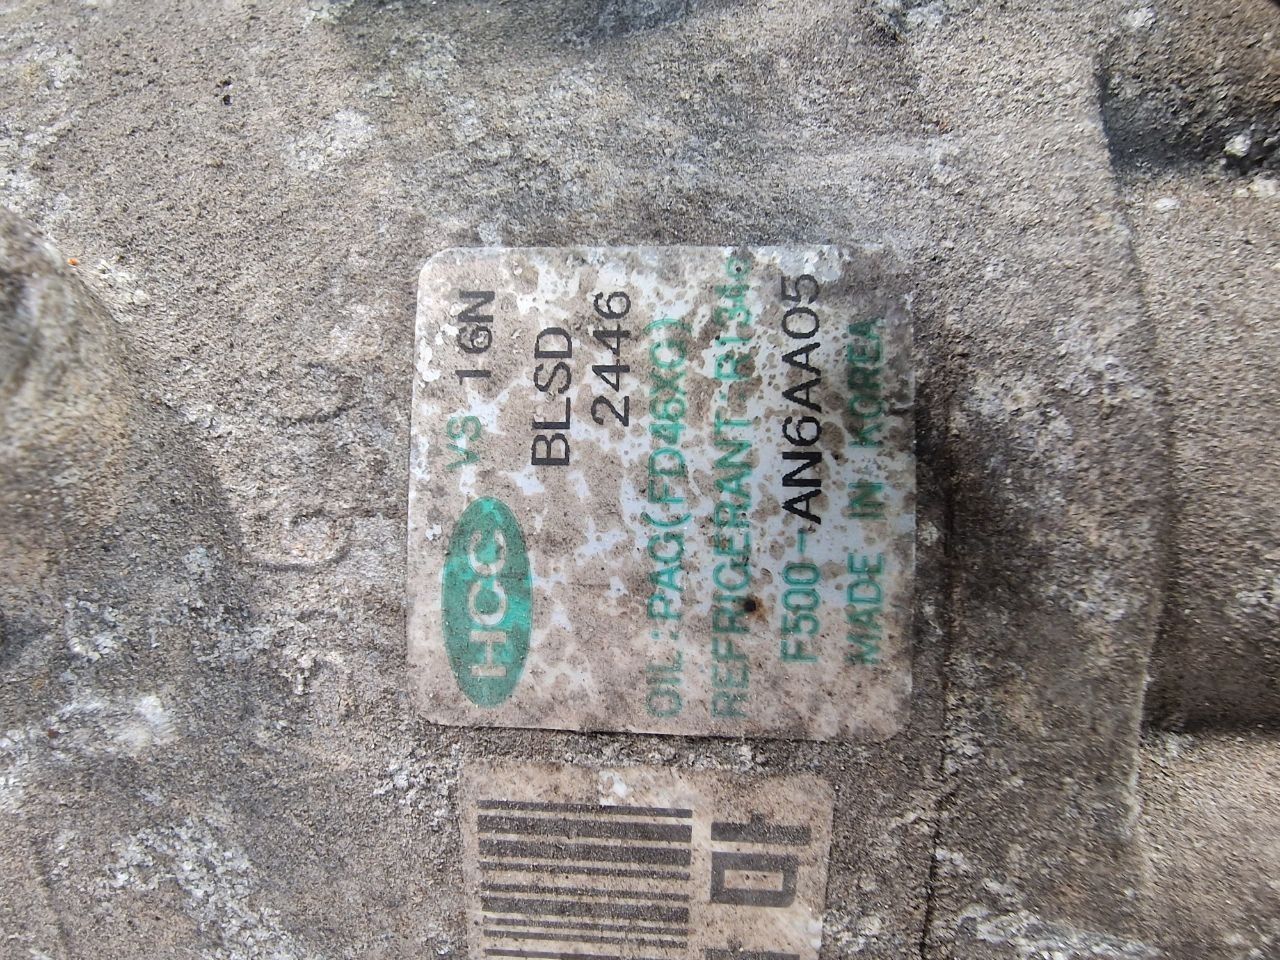 HCC VS 16N
BLSD
2446
OIL : PAG(FD46XG)
REFRIGERANT : R134a
F500-AN6AA05
MADE IN KOREA